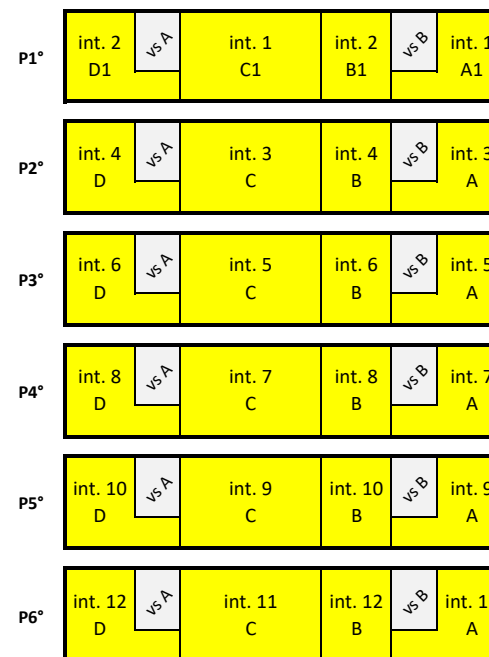 int. 2 vs A int. 1 int. 2 vs B int. 1
P1°
D1 C1 B1 A1
int. 4 vs A int. 3 int. 4 vs B int. 3
P2°
D C B A
int. 6 vs A int. 5 int. 6 vs B int. 5
P3°
D C B A
int. 8 vs A int. 7 int. 8 vs B int. 7
P4°
D C B A
int. 10 vs A int. 9 int. 10 vs B int. 9
P5°
D C B A
int. 12 vs A int. 11 int. 12 vs B int. 1
P6°
D C B A